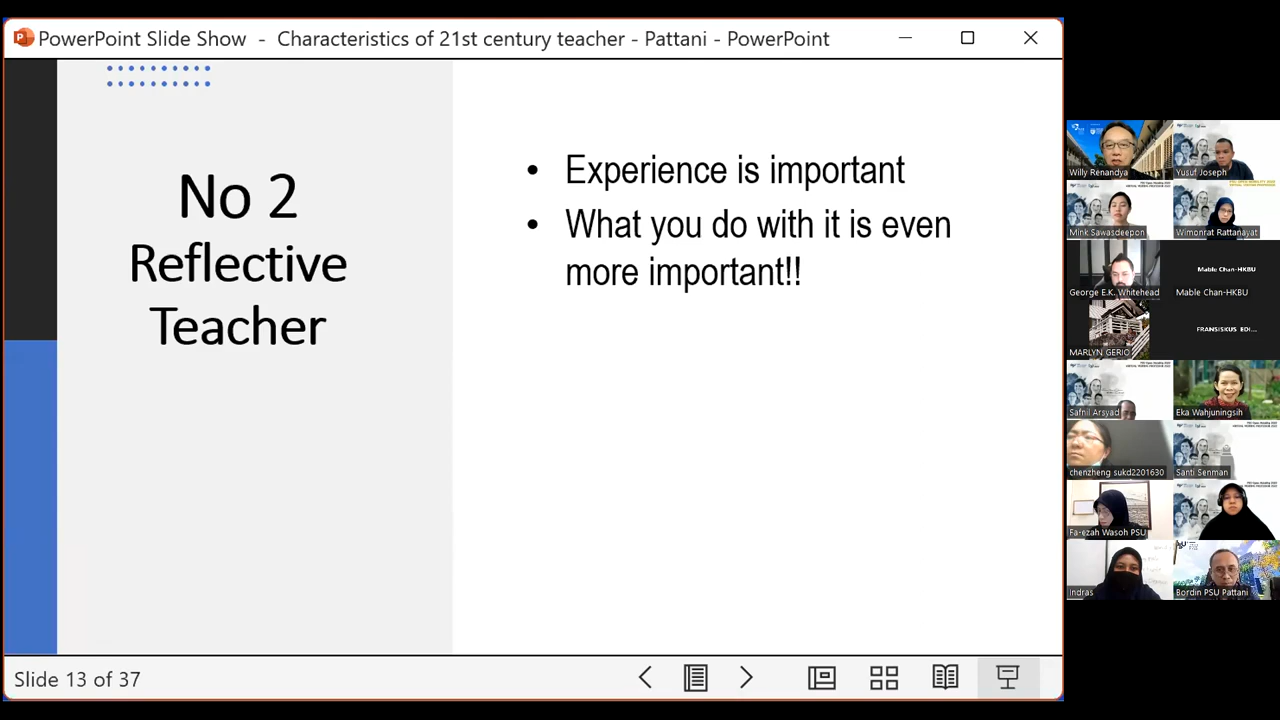 PowerPoint Slide Show - Characteristics of 21st century teacher - Pattani - PowerPoint
No 2
Reflective
Teacher
• Experience is important
• What you do with it is even
more important!!
Slide 13 of 37
Willy Renandya
Yusuf Joseph
Mink Sawasdeepon
Wimonrat Rattanayat
George E.K. Whitehead
Mable Chan-HKBU
Mable Chan-HKBU
MARLYN GERIO
FRANSISKUS EDI...
Safnil Arsyad
Eka Wahjuningsih
chenzheng sukd2201630
Santi Senman
Fa-ezah Wasoh PSU
Indras
Bordin PSU Pattani